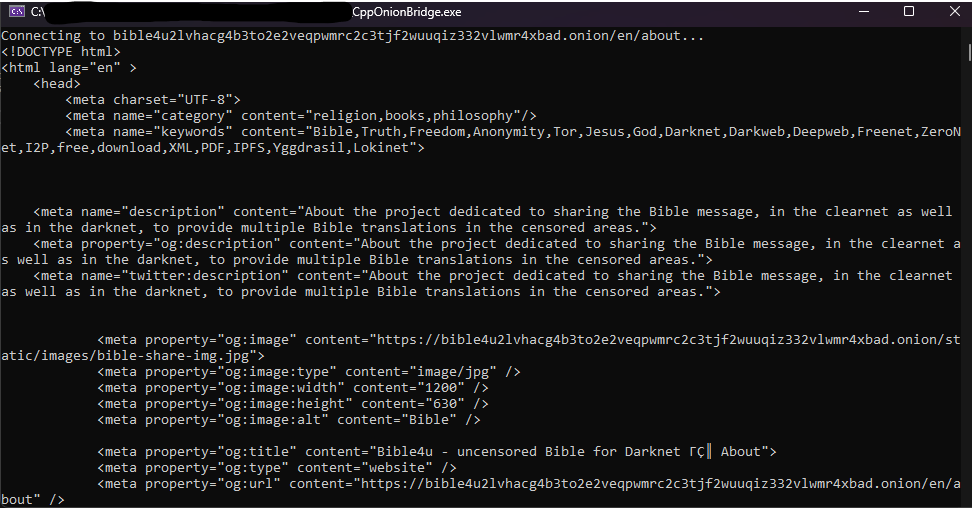 C:\ CppOnionBridge.exe
Connecting to bible4u2lvhacg4b3to2e2veqpwmrc2c3tjf2wuuqiz332vlwmr4xbad.onion/en/about...
<!DOCTYPE html>
<html lang="en" >
    <head>
        <meta charset="UTF-8">
        <meta name="category" content="religion,books,philosophy"/>
        <meta name="keywords" content="Bible,Truth,Freedom,Anonymity,Tor,Jesus,God,Darknet,Darkweb,Deepweb,Freenet,ZeroN
et,I2P,free,download,XML,PDF,IPFS,Yggdrasil,Lokinet">
    <meta name="description" content="About the project dedicated to sharing the Bible message, in the clearnet as well
as in the darknet, to provide multiple Bible translations in the censored areas.">
    <meta property="og:description" content="About the project dedicated to sharing the Bible message, in the clearnet a
s well as in the darknet, to provide multiple Bible translations in the censored areas.">
    <meta name="twitter:description" content="About the project dedicated to sharing the Bible message, in the clearnet
as well as in the darknet, to provide multiple Bible translations in the censored areas.">
            <meta property="og:image" content="https://bible4u2lvhacg4b3to2e2veqpwmrc2c3tjf2wuuqiz332vlwmr4xbad.onion/st
atic/images/bible-share-img.jpg">
            <meta property="og:image:type" content="image/jpg" />
            <meta property="og:image:width" content="1200" />
            <meta property="og:image:height" content="630" />
            <meta property="og:image:alt" content="Bible" />
            <meta property="og:title" content="Bible4u - uncensored Bible for Darknet ΓÇ║ About">
            <meta property="og:type" content="website" />
            <meta property="og:url" content="https://bible4u2lvhacg4b3to2e2veqpwmrc2c3tjf2wuuqiz332vlwmr4xbad.onion/en/a
bout" />